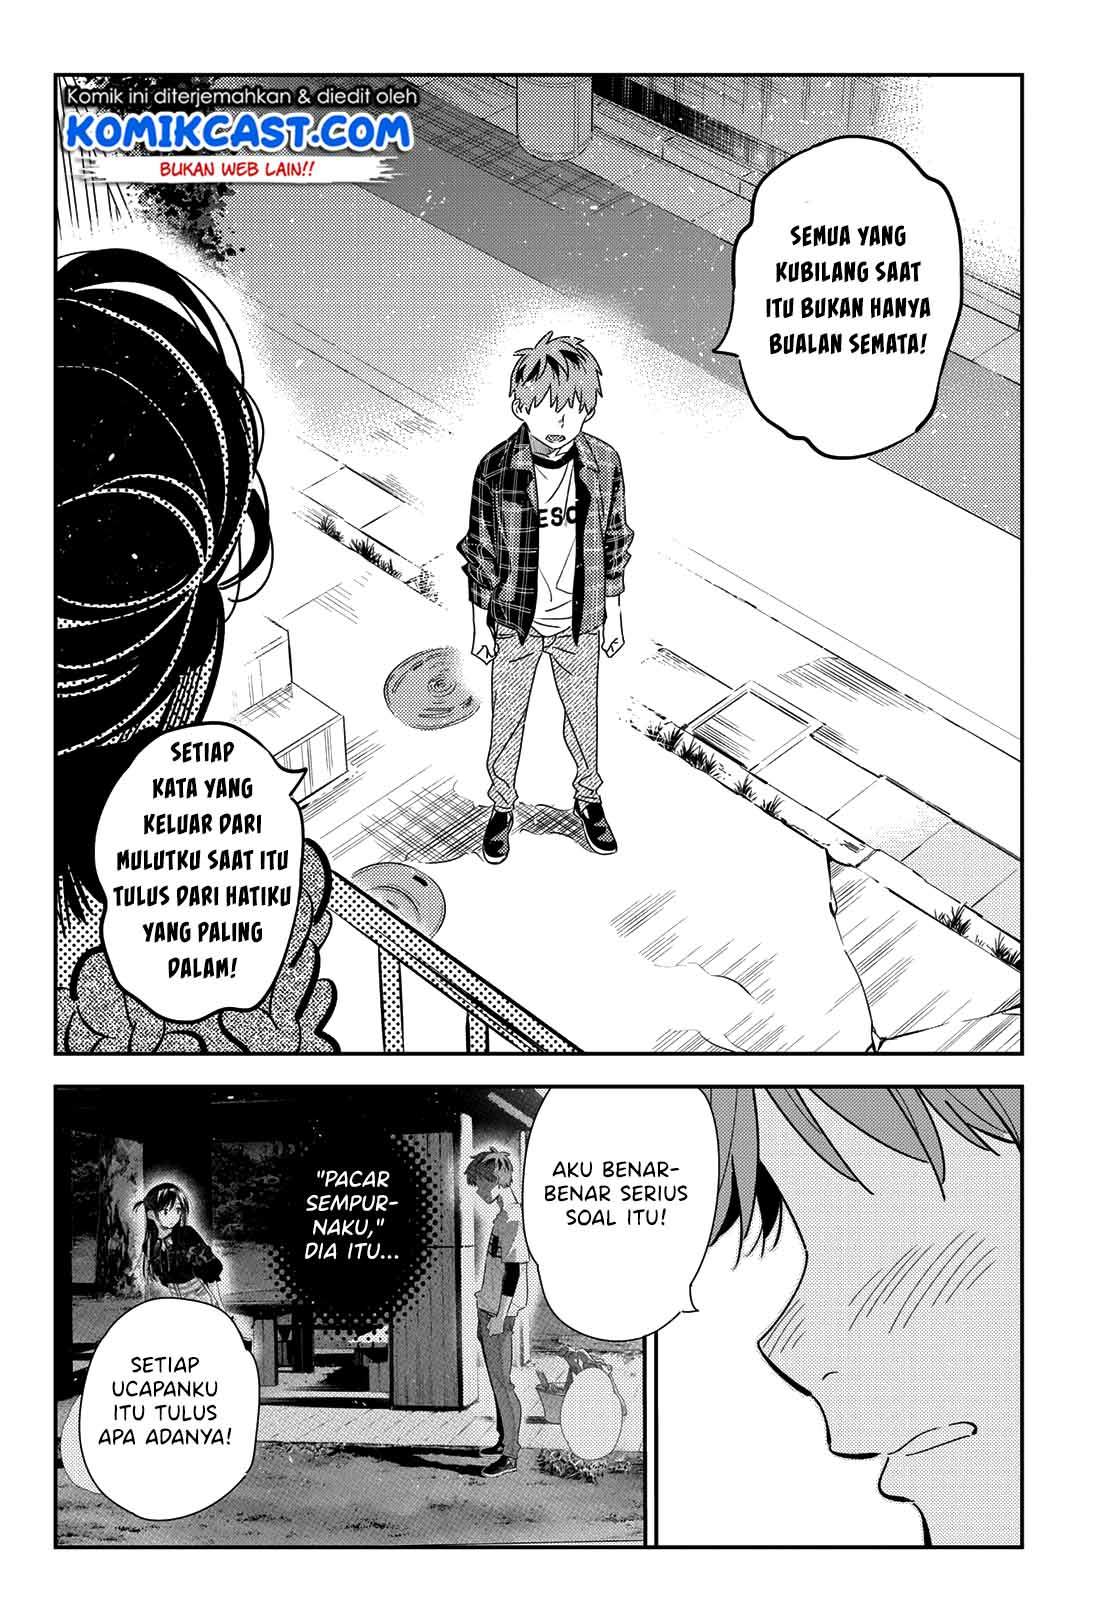 Komik ini diterjemahkan & diedit oleh
KOMIKCAST.COM
BUKAN WEB LAIN!!
SEMUA YANG
KUBILANG SAAT
ITU BUKAN HANYA
BUALAN SEMATA!
ESC
SETIAP
KATA YANG
KELUAR DARI
MULUTKU SAAT ITU
TULUS DARI HATIKU
YANG PALING
DALAM!
AKU BENAR-
BENAR SERIUS
SOAL ITU!
"PACAR
SEMPUR-
NAKU,"
DIA ITU...
SETIAP
UCAPANKU
ITU TULUS
APA ADANYA!